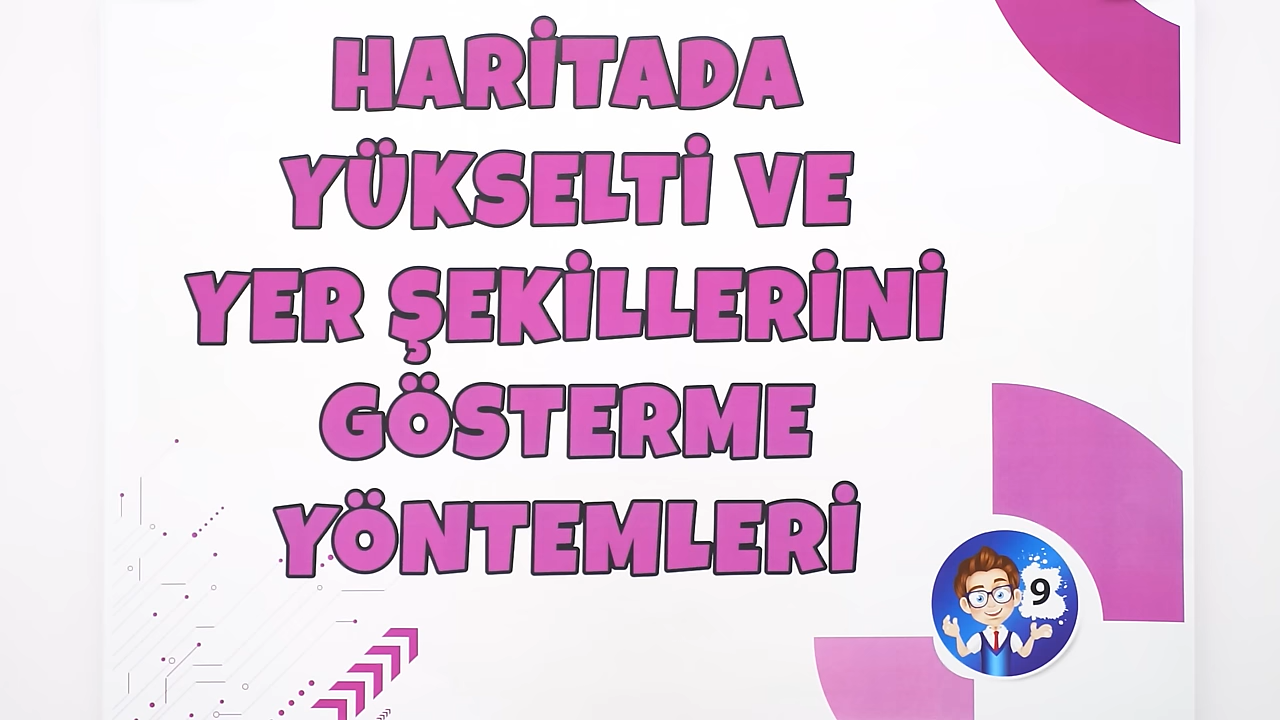 HARİTADA
YÜKSELTİ VE
YER ŞEKİLLERİNİ
GÖSTERME
YÖNTEMLERİ
9